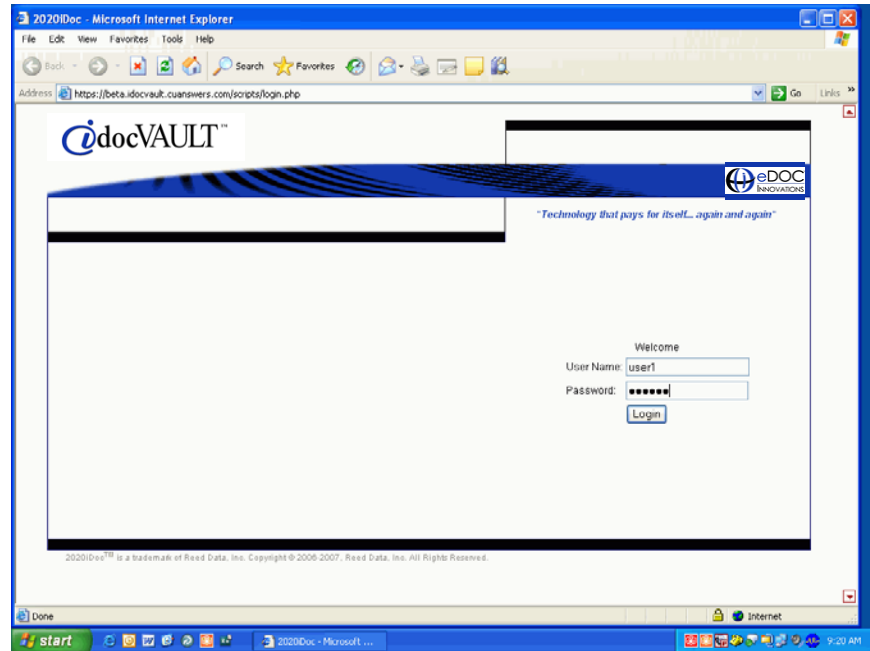 2020iDoc - Microsoft Internet Explorer
File Edit View Favorites Tools Help
Back Search Favorites
Address https://beta.idocvault.cuanswers.com/scripts/login.php Go Links »
idocVAULT™
eDOC
INNOVATIONS
"Technology that pays for itself... again and again"
Welcome
User Name: user1
Password: ••••••
Login
2020iDoc™ is a trademark of Reed Data, Inc. Copyright © 2006-2007, Reed Data, Inc. All Rights Reserved.
Done Internet
start 2020iDoc - Microsoft ... 9:20 AM